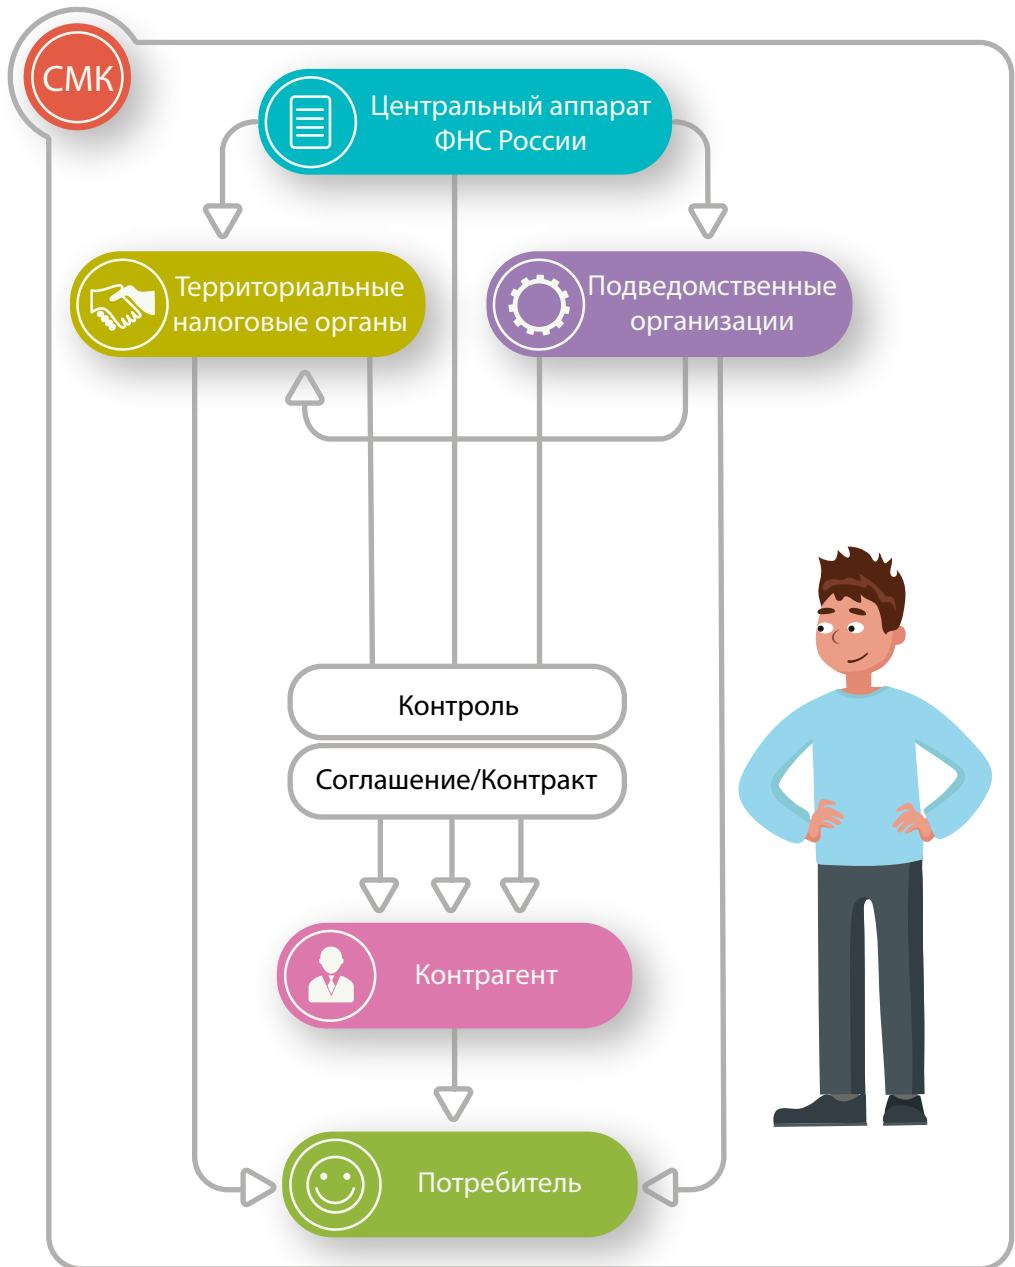 СМК
Центральный аппарат
ФНС России
Территориальные
налоговые органы
Подведомственные
организации
Контроль
Соглашение/Контракт
Контрагент
Потребитель